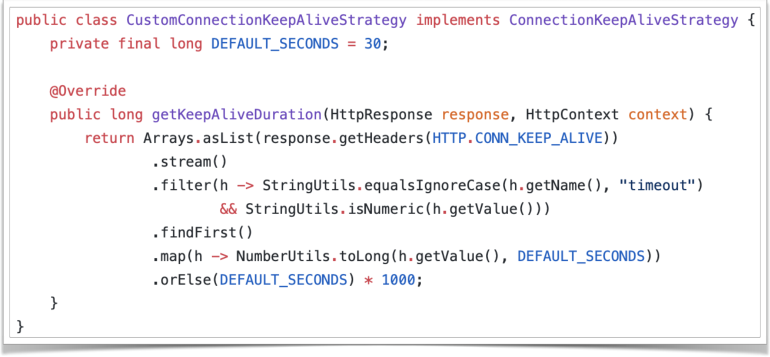 public class CustomConnectionKeepAliveStrategy implements ConnectionKeepAliveStrategy {
    private final long DEFAULT_SECONDS = 30;

    @Override
    public long getKeepAliveDuration(HttpResponse response, HttpContext context) {
        return Arrays.asList(response.getHeaders(HTTP.CONN_KEEP_ALIVE))
                .stream()
                .filter(h -> StringUtils.equalsIgnoreCase(h.getName(), "timeout")
                        && StringUtils.isNumeric(h.getValue()))
                .findFirst()
                .map(h -> NumberUtils.toLong(h.getValue(), DEFAULT_SECONDS))
                .orElse(DEFAULT_SECONDS) * 1000;
    }
}